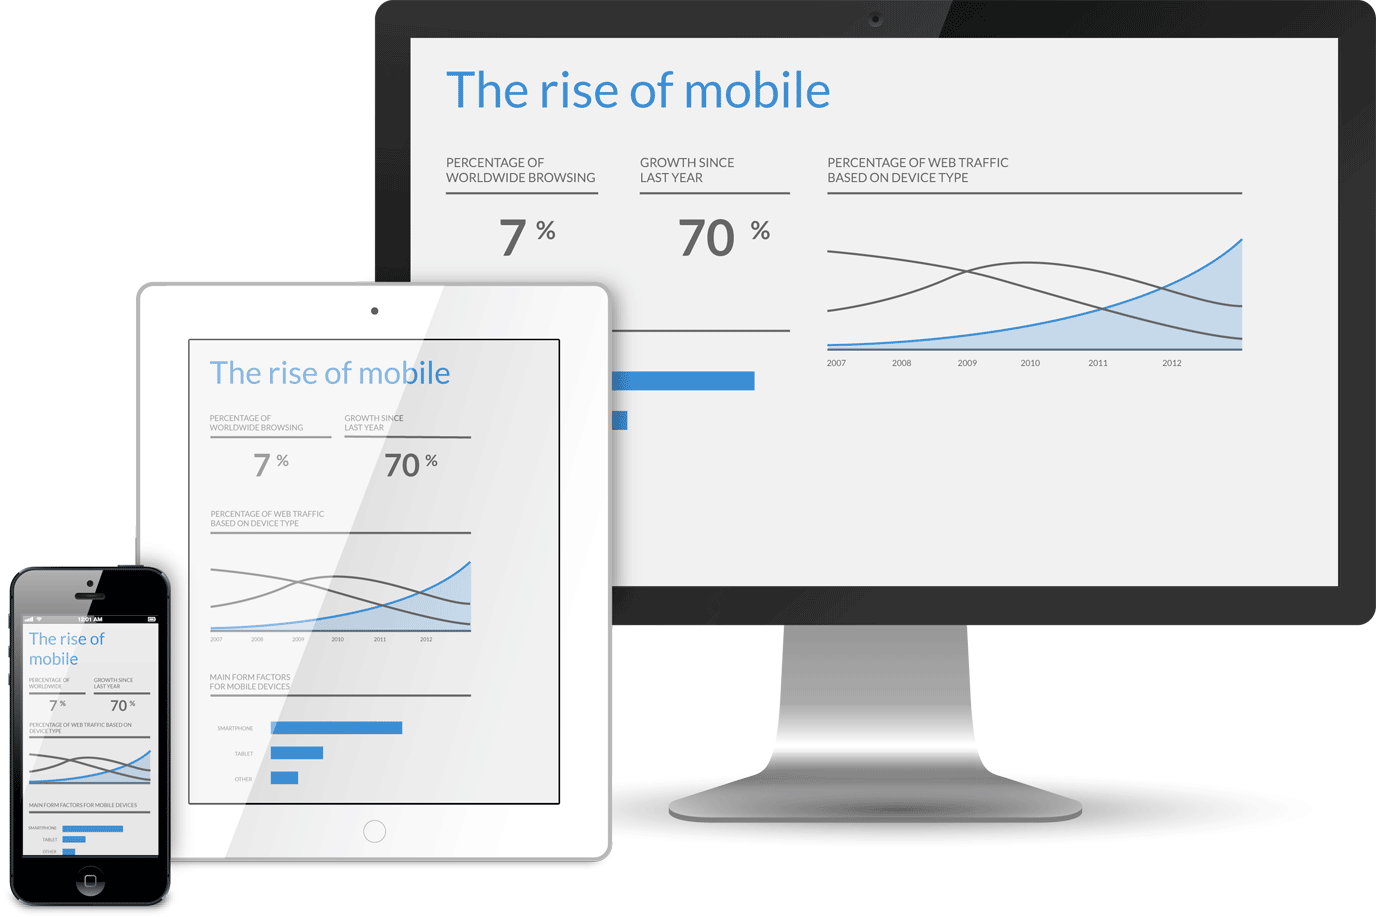 The rise of mobile
PERCENTAGE OF
WORLDWIDE BROWSING
7 %
GROWTH SINCE
LAST YEAR
70 %
PERCENTAGE OF WEB TRAFFIC
BASED ON DEVICE TYPE
2007 2008 2009 2010 2011 2012
The rise of mobile
PERCENTAGE OF
WORLDWIDE BROWSING
7 %
GROWTH SINCE
LAST YEAR
70 %
PERCENTAGE OF WEB TRAFFIC
BASED ON DEVICE TYPE
2007 2008 2009 2010 2011 2012
MAIN FORM FACTORS
FOR MOBILE DEVICES
SMARTPHONE
TABLET
OTHER
12:01 AM
The rise of
mobile
PERCENTAGE OF
WORLDWIDE
7 %
GROWTH SINCE
LAST YEAR
70 %
PERCENTAGE OF WEB TRAFFIC BASED ON
DEVICE TYPE
MAIN FORM FACTORS FOR MOBILE DEVICES
SMARTPHONE
TABLET
OTHER